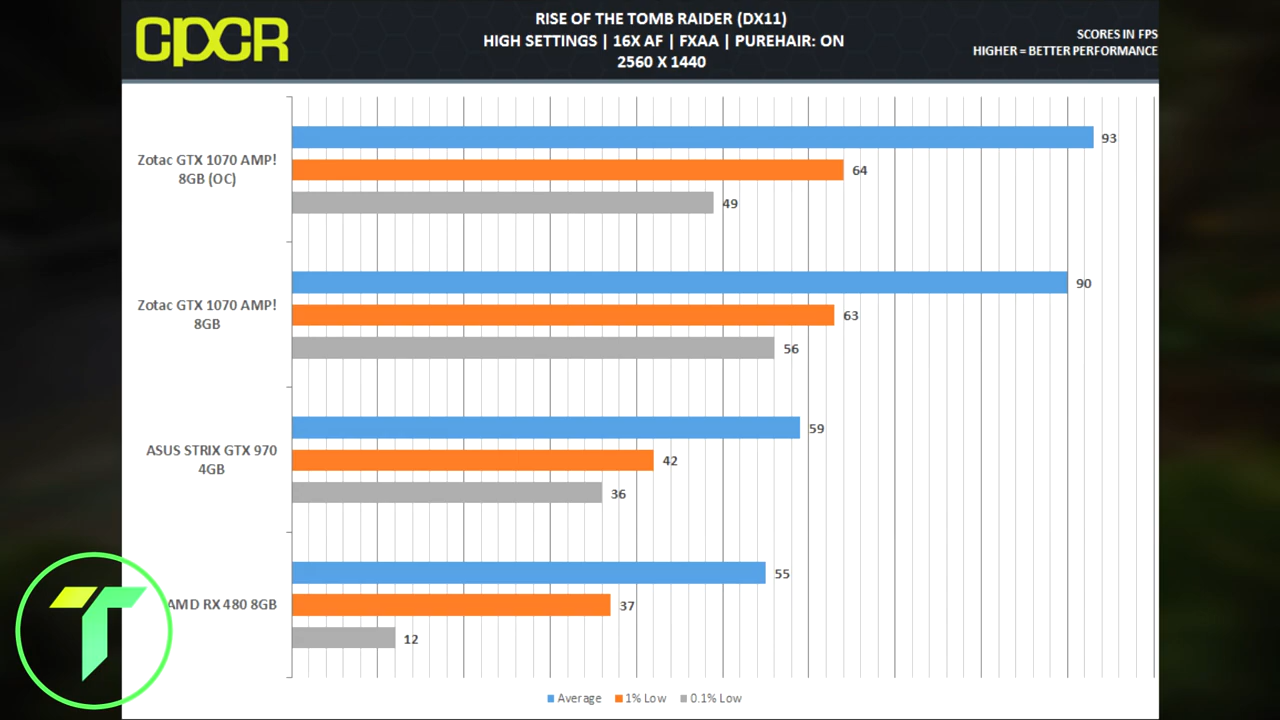 CPCR
RISE OF THE TOMB RAIDER (DX11)
HIGH SETTINGS | 16X AF | FXAA | PUREHAIR: ON
2560 X 1440
SCORES IN FPS
HIGHER = BETTER PERFORMANCE
Zotac GTX 1070 AMP!
8GB (OC)
93
64
49
Zotac GTX 1070 AMP!
8GB
90
63
56
ASUS STRIX GTX 970
4GB
59
42
36
AMD RX 480 8GB
55
37
12
T
Average 1% Low 0.1% Low